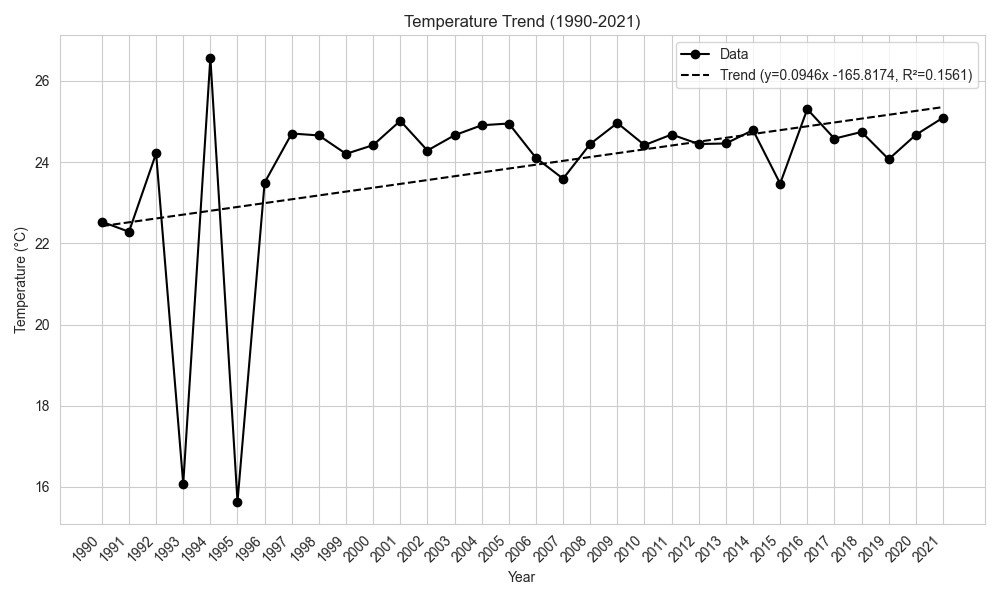 Temperature Trend (1990-2021)
Data
Trend (y=0.0946x -165.8174, R²=0.1561)
Temperature (°C)
26
24
22
20
18
16
1990 1991 1992 1993 1994 1995 1996 1997 1998 1999 2000 2001 2002 2003 2004 2005 2006 2007 2008 2009 2010 2011 2012 2013 2014 2015 2016 2017 2018 2019 2020 2021
Year